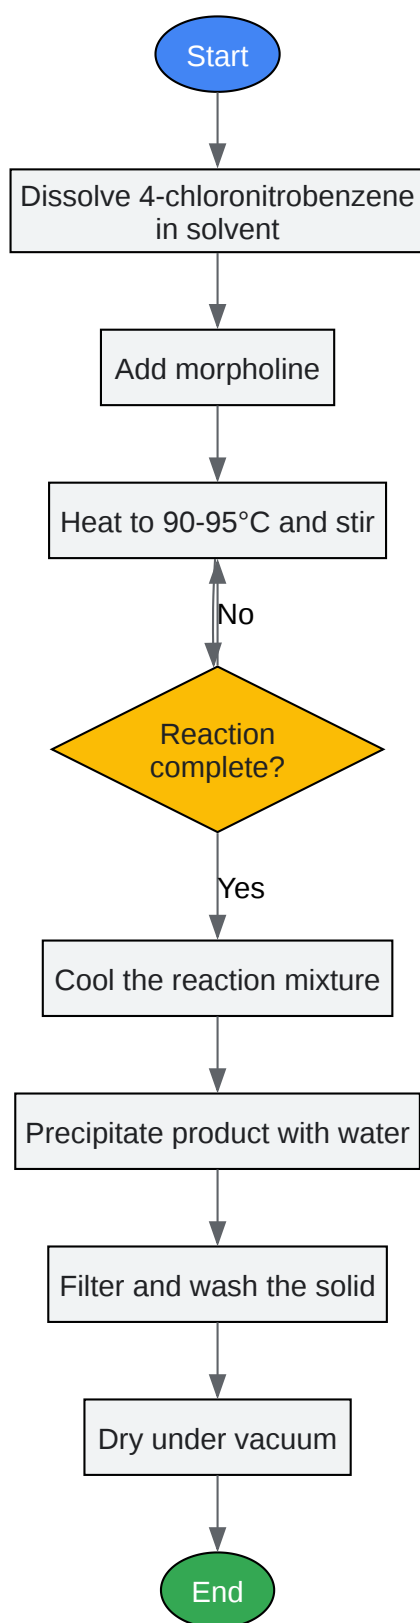 Start
Dissolve 4-chloronitrobenzene
in solvent
Add morpholine
Heat to 90-95°C and stir
No
Reaction
complete?
Yes
Cool the reaction mixture
Precipitate product with water
Filter and wash the solid
Dry under vacuum
End